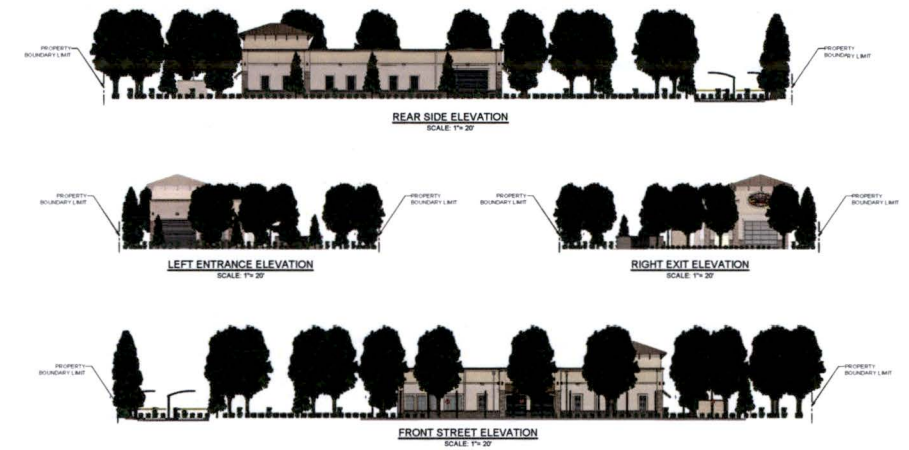 PROPERTY
BOUNDARY LIMIT
PROPERTY
BOUNDARY LIMIT
REAR SIDE ELEVATION
SCALE: 1"= 20'
PROPERTY
BOUNDARY LIMIT
PROPERTY
BOUNDARY LIMIT
LEFT ENTRANCE ELEVATION
SCALE: 1"= 20'
PROPERTY
BOUNDARY LIMIT
PROPERTY
BOUNDARY LIMIT
RIGHT EXIT ELEVATION
SCALE: 1"= 20'
PROPERTY
BOUNDARY LIMIT
PROPERTY
BOUNDARY LIMIT
FRONT STREET ELEVATION
SCALE: 1"= 20'